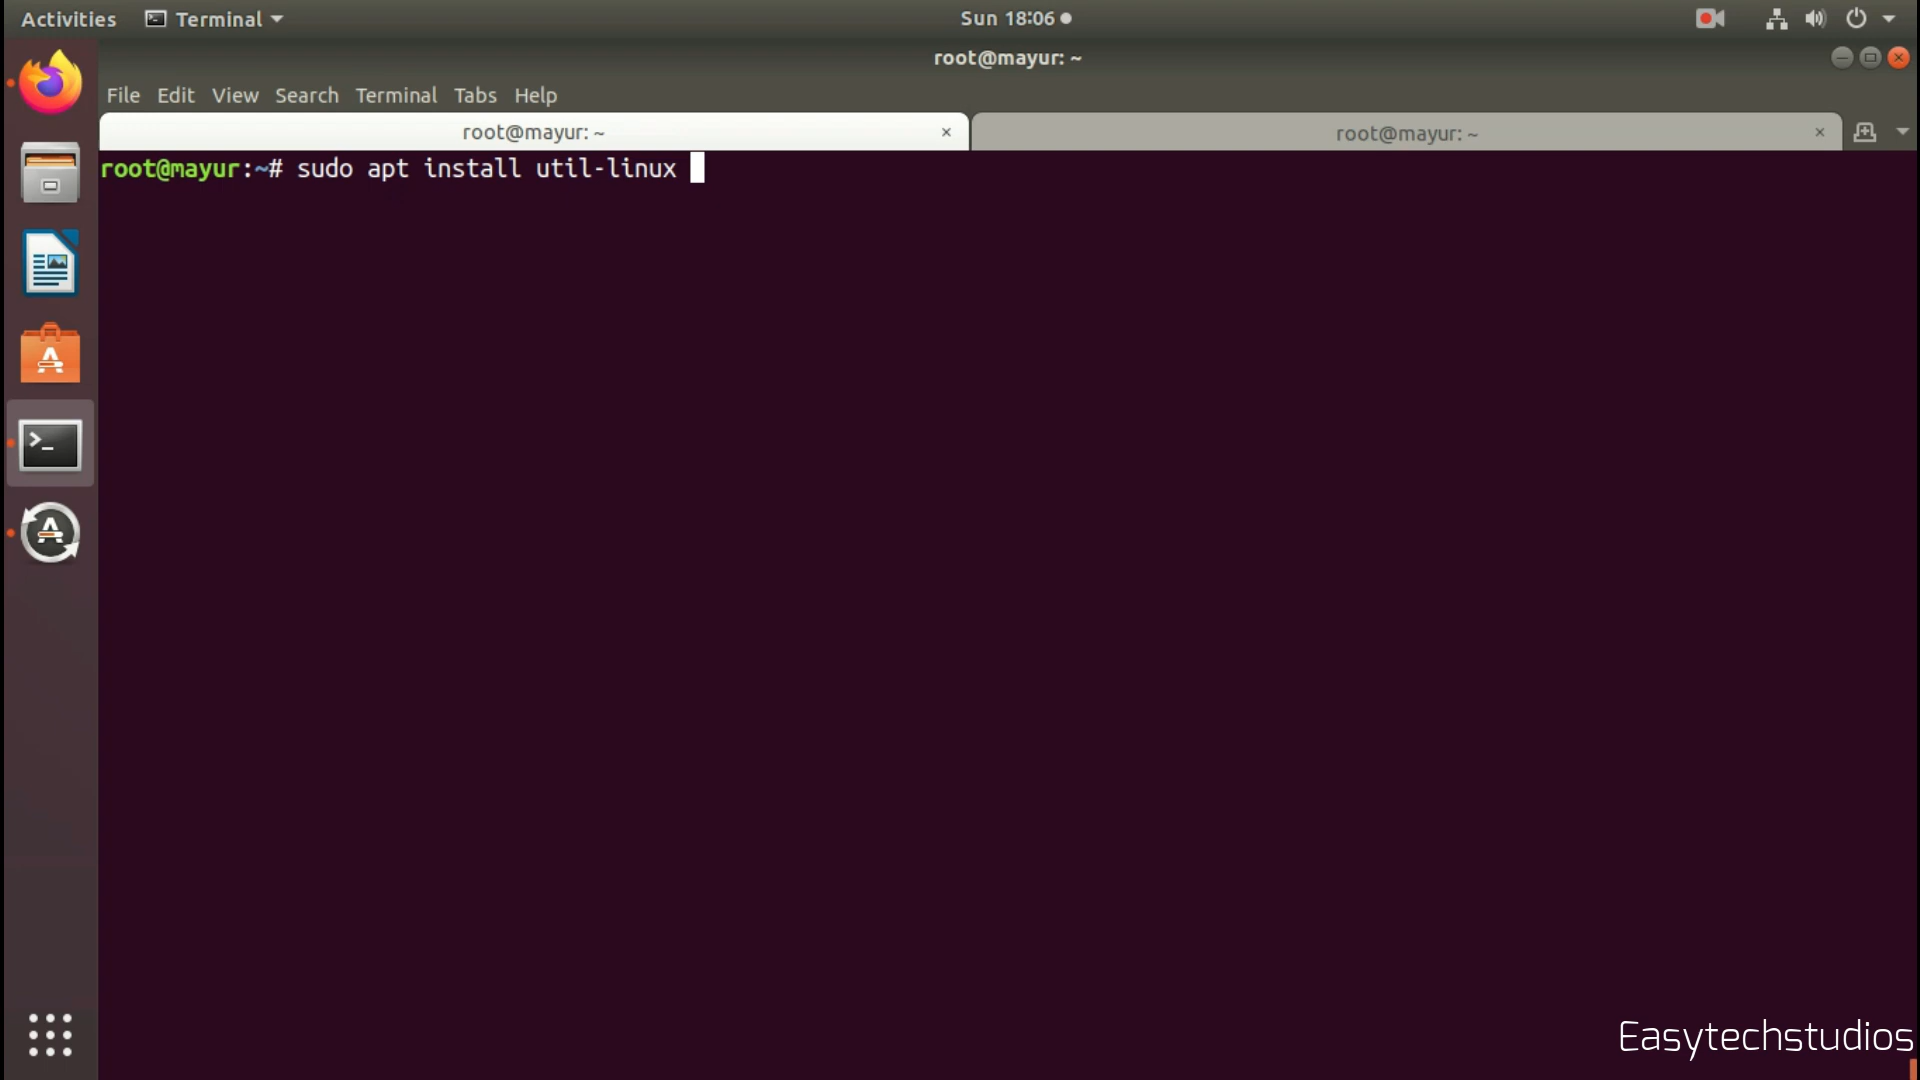 Activities Terminal Sun 18:06
root@mayur: ~
File Edit View Search Terminal Tabs Help
root@mayur: ~ × root@mayur: ~ ×
root@mayur:~# sudo apt install util-linux
Easytechstudios